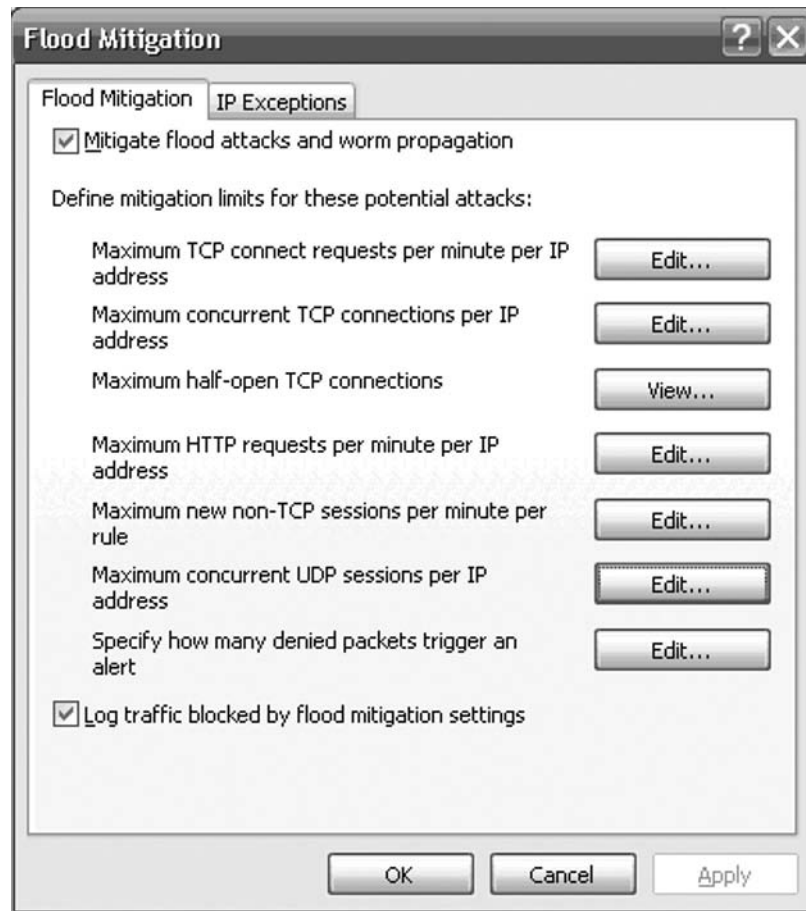 Flood Mitigation
Flood Mitigation
IP Exceptions
Mitigate flood attacks and worm propagation
Define mitigation limits for these potential attacks:
Maximum TCP connect requests per minute per IP
address
Edit...
Maximum concurrent TCP connections per IP
address
Edit...
Maximum half-open TCP connections
View...
Maximum HTTP requests per minute per IP
address
Edit...
Maximum new non-TCP sessions per minute per
rule
Edit...
Maximum concurrent UDP sessions per IP
address
Edit...
Specify how many denied packets trigger an
alert
Edit...
Log traffic blocked by flood mitigation settings
OK
Cancel
Apply